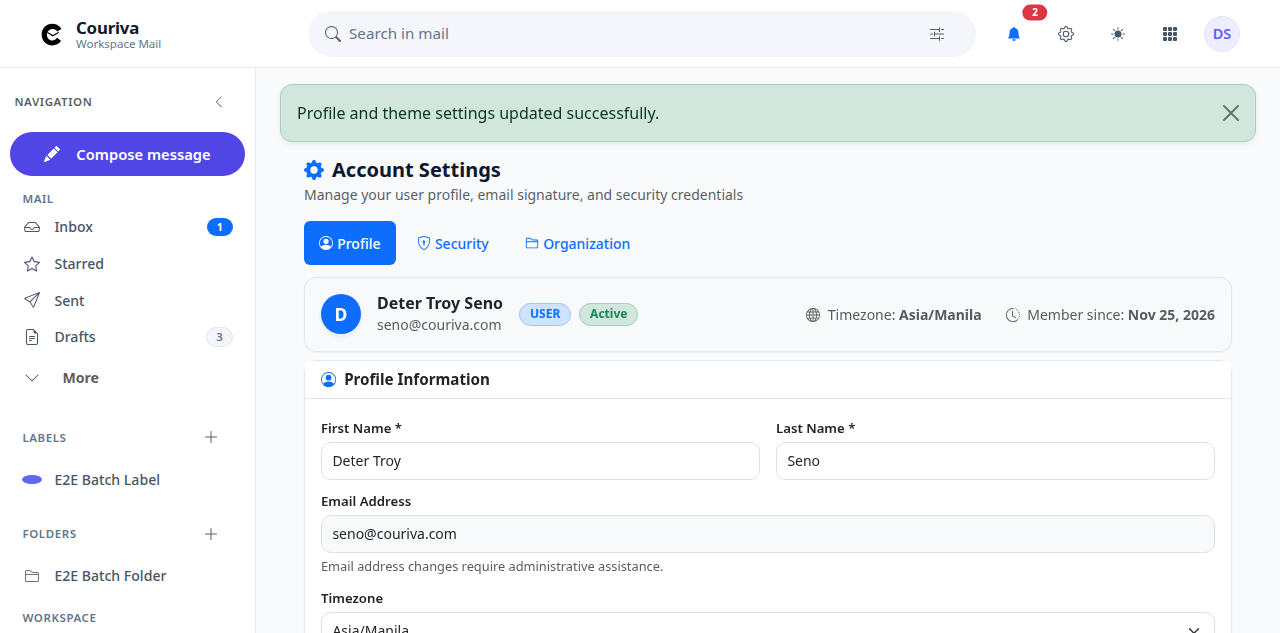 Couriva
Workspace Mail
Search in mail
2
DS
NAVIGATION
Compose message
MAIL
Inbox
1
Starred
Sent
Drafts
3
More
LABELS
E2E Batch Label
FOLDERS
E2E Batch Folder
WORKSPACE
Profile and theme settings updated successfully.
Account Settings
Manage your user profile, email signature, and security credentials
Profile
Security
Organization
D
Deter Troy Seno
seno@couriva.com
USER
Active
Timezone: Asia/Manila
Member since: Nov 25, 2026
Profile Information
First Name *
Deter Troy
Last Name *
Seno
Email Address
seno@couriva.com
Email address changes require administrative assistance.
Timezone
Asia/Manila